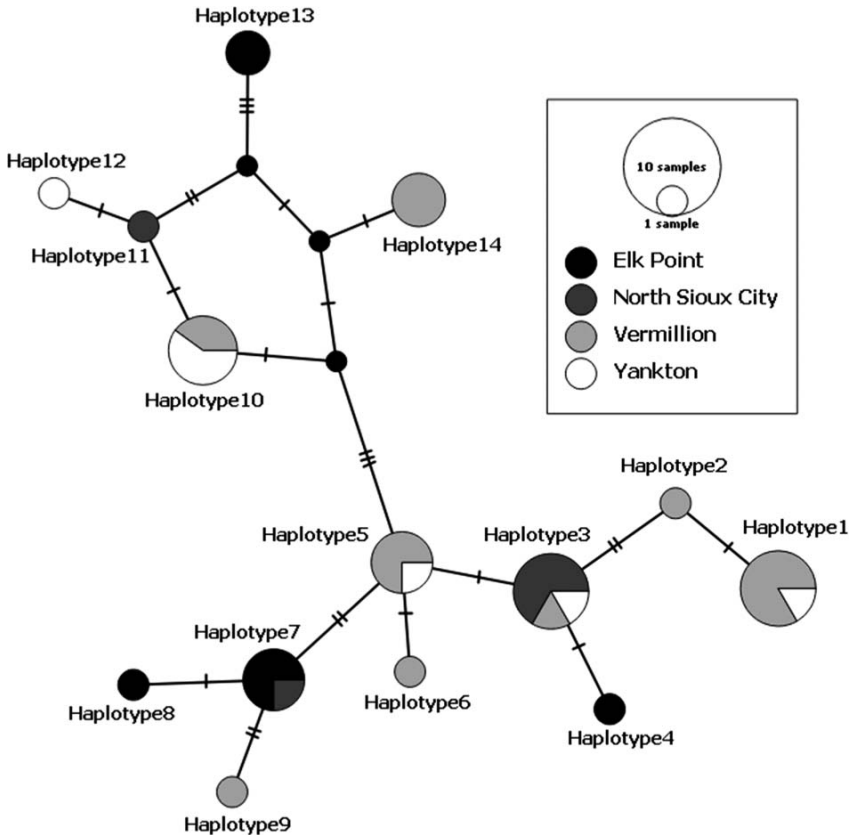 Haplotype13
Haplotype12
Haplotype11
Haplotype14
Haplotype10
10 samples
1 sample
Elk Point
North Sioux City
Vermillion
Yankton
Haplotype2
Haplotype5
Haplotype3
Haplotype1
Haplotype7
Haplotype8
Haplotype6
Haplotype4
Haplotype9